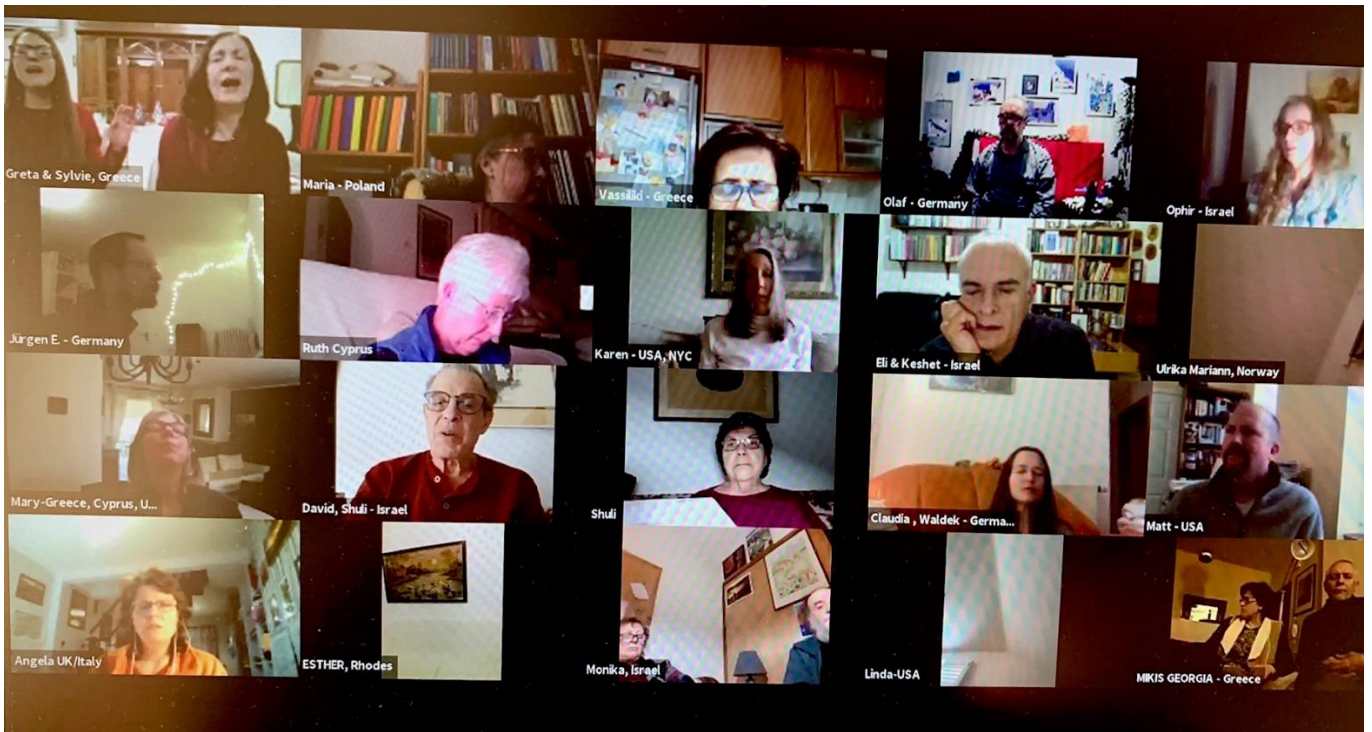 Greta & Sylvie, Greece
Maria - Poland
Vassiliki - Greece
Olaf - Germany
Ophir - Israel
Jürgen E. - Germany
Ruth Cyprus
Karen - USA, NYC
Eli & Keshet - Israel
Ulrika Mariann, Norway
Mary-Greece, Cyprus, U...
David, Shuli - Israel
Shuli
Claudia , Waldek - Germa...
Matt - USA
Angela UK/Italy
ESTHER, Rhodes
Monika, Israel
Linda-USA
MIKIS GEORGIA - Greece